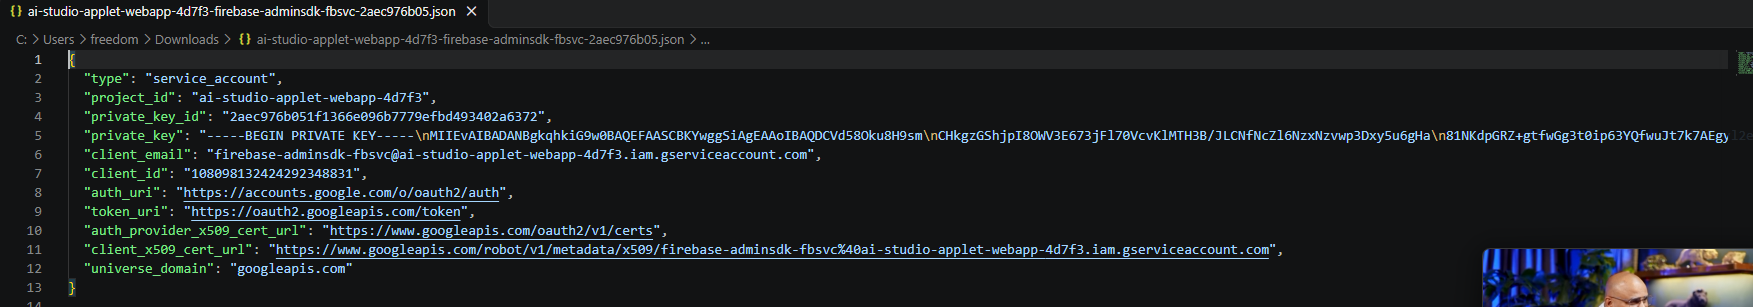 {} ai-studio-applet-webapp-4d7f3-firebase-adminsdk-fbsvc-2aec976b05.json ×
C: > Users > freedom > Downloads > {} ai-studio-applet-webapp-4d7f3-firebase-adminsdk-fbsvc-2aec976b05.json > ...
1 {
2 "type": "service_account",
3 "project_id": "ai-studio-applet-webapp-4d7f3",
4 "private_key_id": "2aec976b051f1366e096b7779efbd493402a6372",
5 "private_key": "-----BEGIN PRIVATE KEY-----\nMIIEvAIBADANBgkqhkiG9w0BAQEFAASCBKYwggSiAgEAAoIBAQDCVd58Oku8H9sm\nCHkgzGShjpI8OWV3E673jFl70VcvKlMTH3B/JLCNfNcZl6NzxNzvwp3Dxy5u6gHa\n81NKdpGRZ+gtfwGg3t0ip63YQfwuJt7k7AEgy
6 "client_email": "firebase-adminsdk-fbsvc@ai-studio-applet-webapp-4d7f3.iam.gserviceaccount.com",
7 "client_id": "108098132424292348831",
8 "auth_uri": "https://accounts.google.com/o/oauth2/auth",
9 "token_uri": "https://oauth2.googleapis.com/token",
10 "auth_provider_x509_cert_url": "https://www.googleapis.com/oauth2/v1/certs",
11 "client_x509_cert_url": "https://www.googleapis.com/robot/v1/metadata/x509/firebase-adminsdk-fbsvc%40ai-studio-applet-webapp-4d7f3.iam.gserviceaccount.com",
12 "universe_domain": "googleapis.com"
13 }
14